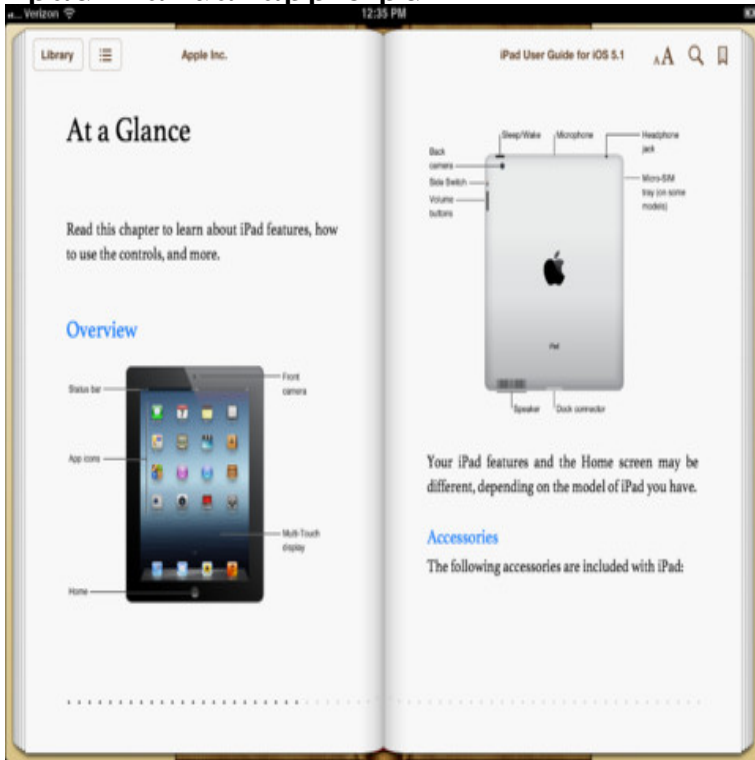 Verizon
12:35 PM
Library
Apple Inc.
At a Glance
Read this chapter to learn about iPad features, how
to use the controls, and more.
Overview
Status bar
App icons
Home
Front
camera
Multi-Touch
display
iPad User Guide for iOS 5.1
AA
Sleep/Wake
Microphone
Headphone
jack
Back
camera
Side Switch
Volume
buttons
Micro-SIM
tray (on some
models)
iPad
Speaker
Dock connector
Your iPad features and the Home screen may be
different, depending on the model of iPad you have.
Accessories
The following accessories are included with iPad: